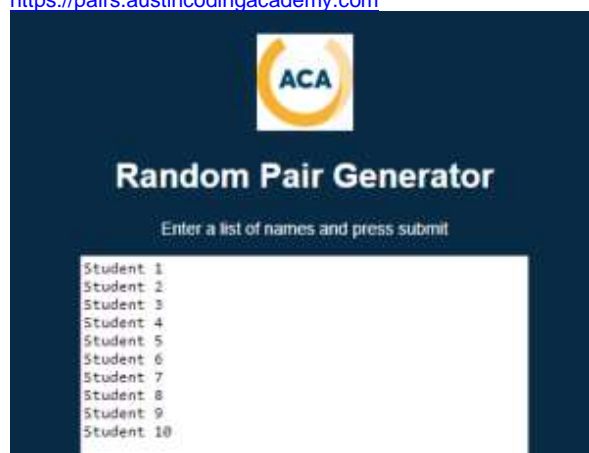 https://pairs.austincodingacademy.com
ACA
Random Pair Generator
Enter a list of names and press submit
Student 1
Student 2
Student 3
Student 4
Student 5
Student 6
Student 7
Student 8
Student 9
Student 10